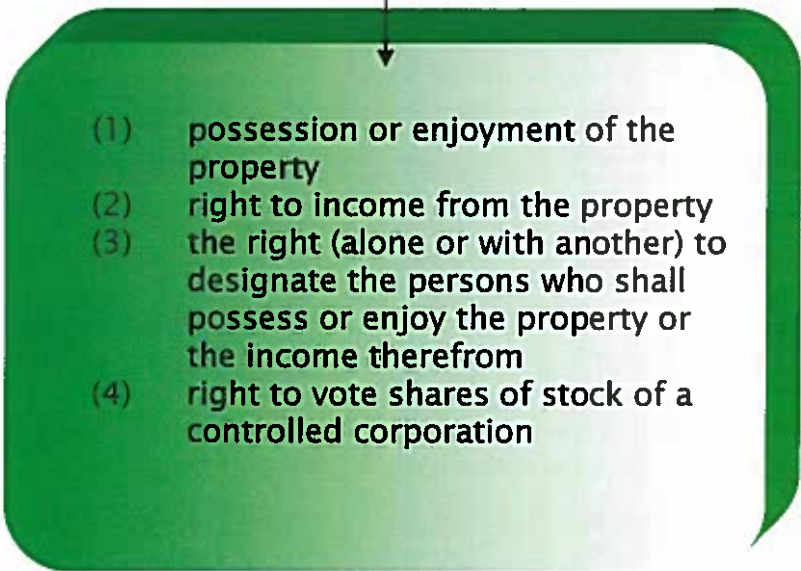 (1) possession or enjoyment of the
property
(2) right to income from the property
(3) the right (alone or with another) to
designate the persons who shall
possess or enjoy the property or
the income therefrom
(4) right to vote shares of stock of a
controlled corporation